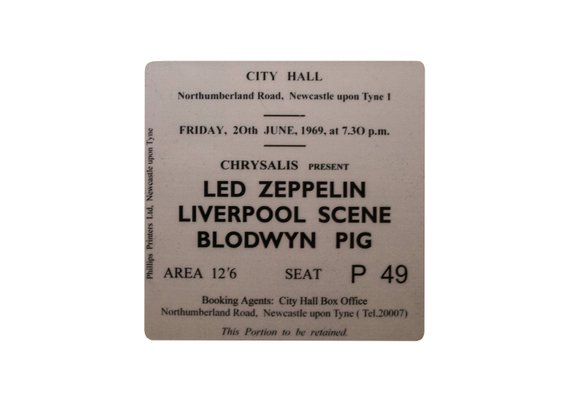 CITY HALL
Northumberland Road, Newcastle upon Tyne 1
FRIDAY, 20th JUNE, 1969, at 7.30 p.m.
CHRYSALIS PRESENT
LED ZEPPELIN
LIVERPOOL SCENE
BLODWYN PIG
AREA 12'6 SEAT P 49
Booking Agents: City Hall Box Office
Northumberland Road, Newcastle upon Tyne ( Tel.20007)
This Portion to be retained.
Phillips Printers Ltd, Newcastle upon Tyne